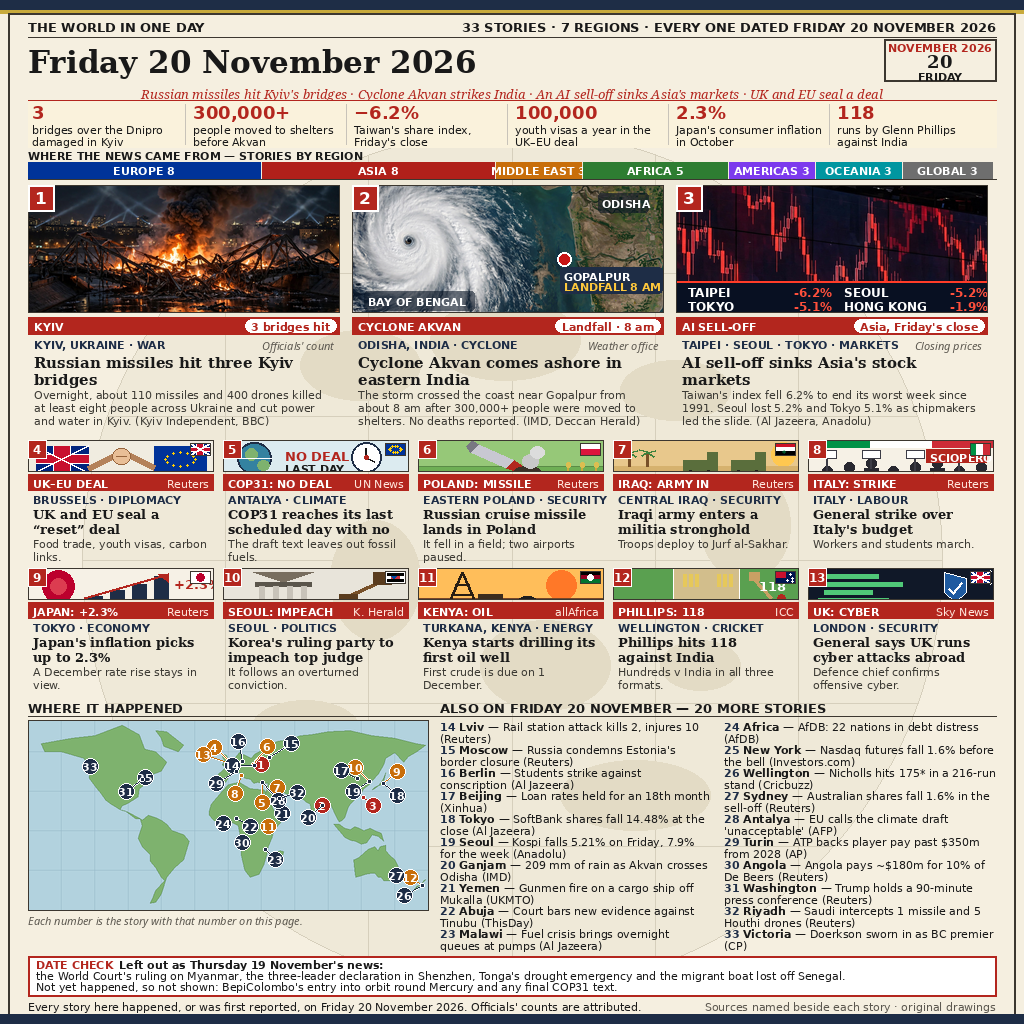 THE WORLD IN ONE DAY
33 STORIES · 7 REGIONS · EVERY ONE DATED FRIDAY 20 NOVEMBER 2026
Friday 20 November 2026
NOVEMBER 2026
20
FRIDAY
Russian missiles hit Kyiv's bridges · Cyclone Akvan strikes India · An AI sell-off sinks Asia's markets · UK and EU seal a deal
3
bridges over the Dnipro
damaged in Kyiv
300,000+
people moved to shelters
before Akvan
−6.2%
Taiwan's share index,
Friday's close
100,000
youth visas a year in the
UK–EU deal
2.3%
Japan's consumer inflation
in October
118
runs by Glenn Phillips
against India
WHERE THE NEWS CAME FROM — STORIES BY REGION
EUROPE 8
ASIA 8
MIDDLE EAST 3
AFRICA 5
AMERICAS 3
OCEANIA 3
GLOBAL 3
1
KYIV
3 bridges hit
KYIV, UKRAINE · WAR
Officials' count
Russian missiles hit three Kyiv
bridges
Overnight, about 110 missiles and 400 drones killed
at least eight people across Ukraine and cut power
and water in Kyiv. (Kyiv Independent, BBC)
2
ODISHA
GOPALPUR
LANDFALL 8 AM
BAY OF BENGAL
CYCLONE AKVAN
Landfall · 8 am
ODISHA, INDIA · CYCLONE
Weather office
Cyclone Akvan comes ashore in
eastern India
The storm crossed the coast near Gopalpur from
about 8 am after 300,000+ people were moved to
shelters. No deaths reported. (IMD, Deccan Herald)
3
TAIPEI -6.2% SEOUL -5.2%
TOKYO -5.1% HONG KONG -1.9%
AI SELL-OFF
Asia, Friday's close
TAIPEI · SEOUL · TOKYO · MARKETS
Closing prices
AI sell-off sinks Asia's stock
markets
Taiwan's index fell 6.2% to end its worst week since
1991. Seoul lost 5.2% and Tokyo 5.1% as chipmakers
led the slide. (Al Jazeera, Anadolu)
4
UK–EU DEAL
Reuters
BRUSSELS · DIPLOMACY
UK and EU seal a
“reset” deal
Food trade, youth visas, carbon
links.
5
NO DEAL
LAST DAY
COP31: NO DEAL
UN News
ANTALYA · CLIMATE
COP31 reaches its last
scheduled day with no
The draft text leaves out fossil
fuels.
6
POLAND: MISSILE
Reuters
EASTERN POLAND · SECURITY
Russian cruise missile
lands in Poland
It fell in a field; two airports
paused.
7
IRAQ: ARMY IN
Reuters
CENTRAL IRAQ · SECURITY
Iraqi army enters a
militia stronghold
Troops deploy to Jurf al-Sakhar.
8
SCIOPERO
ITALY: STRIKE
Reuters
ITALY · LABOUR
General strike over
Italy's budget
Workers and students march.
9
+2.3%
JAPAN: +2.3%
Reuters
TOKYO · ECONOMY
Japan's inflation picks
up to 2.3%
A December rate rise stays in
view.
10
SEOUL: IMPEACH
K. Herald
SEOUL · POLITICS
Korea's ruling party to
impeach top judge
It follows an overturned
conviction.
11
KENYA: OIL
allAfrica
TURKANA, KENYA · ENERGY
Kenya starts drilling its
first oil well
First crude is due on 1
December.
12
118
PHILLIPS: 118
ICC
WELLINGTON · CRICKET
Phillips hits 118
against India
Hundreds v India in all three
formats.
13
UK: CYBER
Sky News
LONDON · SECURITY
General says UK runs
cyber attacks abroad
Defence chief confirms
offensive cyber.
WHERE IT HAPPENED
33
31
25
13
4
16
6
15
14
1
29
8
5
7
32
21
20
24
22
11
30
23
2
17
10
9
19
3
18
27
12
26
Each number is the story with that number on this page.
ALSO ON FRIDAY 20 NOVEMBER — 20 MORE STORIES
14 Lviv — Rail station attack kills 2, injures 10
(Reuters)
15 Moscow — Russia condemns Estonia's
border closure (Reuters)
16 Berlin — Students strike against
conscription (Al Jazeera)
17 Beijing — Loan rates held for an 18th month
(Xinhua)
18 Tokyo — SoftBank shares fall 14.48% at the
close (Al Jazeera)
19 Seoul — Kospi falls 5.21% on Friday, 7.9%
for the week (Anadolu)
20 Ganjam — 209 mm of rain as Akvan crosses
Odisha (IMD)
21 Yemen — Gunmen fire on a cargo ship off
Mukalla (UKMTO)
22 Abuja — Court bars new evidence against
Tinubu (ThisDay)
23 Malawi — Fuel crisis brings overnight
queues at pumps (Al Jazeera)
24 Africa — AfDB: 22 nations in debt distress
(AfDB)
25 New York — Nasdaq futures fall 1.6% before
the bell (Investors.com)
26 Wellington — Nicholls hits 175* in a 216-run
stand (Cricbuzz)
27 Sydney — Australian shares fall 1.6% in the
sell-off (Reuters)
28 Antalya — EU calls the climate draft
'unacceptable' (AFP)
29 Turin — ATP backs player pay past $350m
from 2028 (AP)
30 Angola — Angola pays ~$180m for 10% of
De Beers (Reuters)
31 Washington — Trump holds a 90-minute
press conference (Reuters)
32 Riyadh — Saudi intercepts 1 missile and 5
Houthi drones (Reuters)
33 Victoria — Doerkson sworn in as BC premier
(CP)
DATE CHECK Left out as Thursday 19 November's news:
the World Court's ruling on Myanmar, the three-leader declaration in Shenzhen, Tonga's drought emergency and the migrant boat lost off Senegal.
Not yet happened, so not shown: BepiColombo's entry into orbit round Mercury and any final COP31 text.
Every story here happened, or was first reported, on Friday 20 November 2026. Officials' counts are attributed.
Sources named beside each story · original drawings